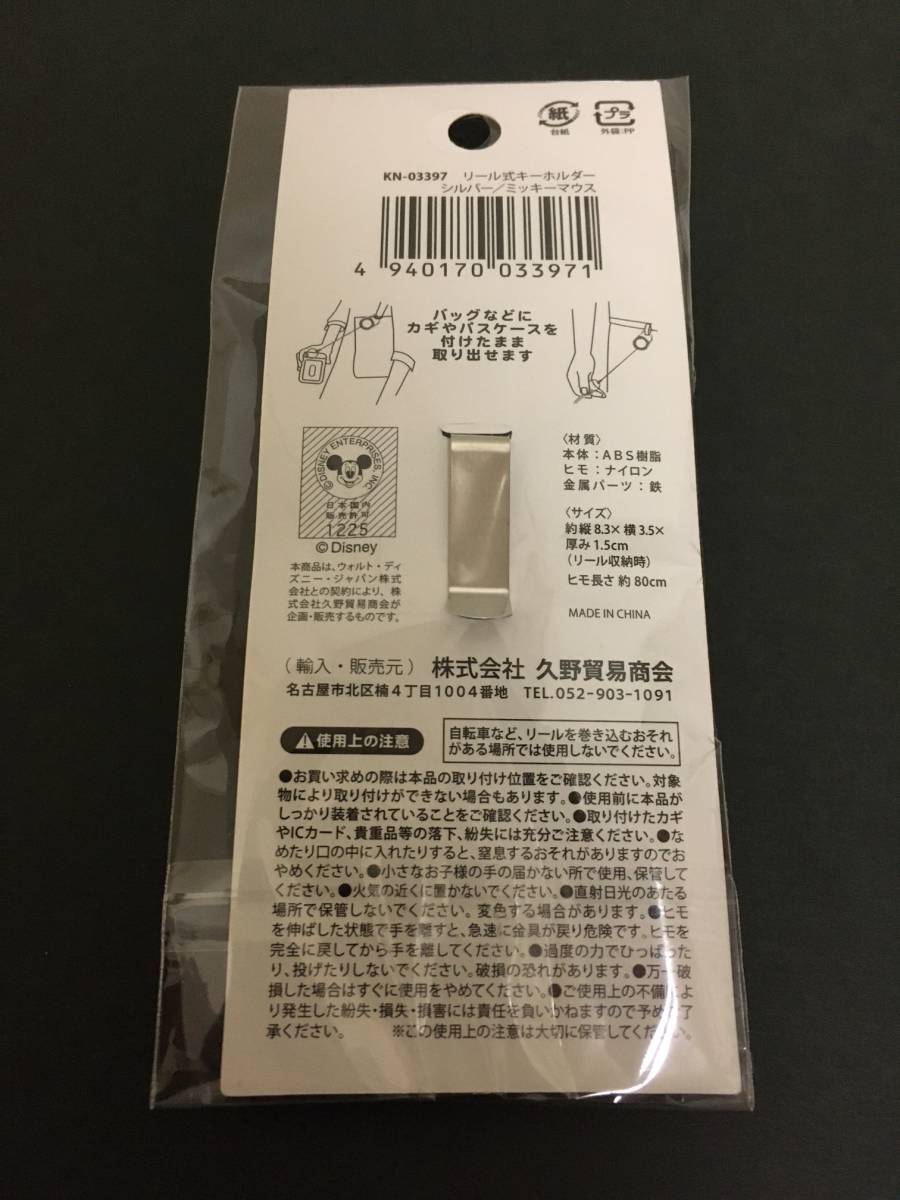 紙
台紙
プラ
外袋:PP
KN-03397 リール式キーホルダー
シルバー/ミッキーマウス
4 940170 033971
バッグなどに
カギやパスケースを
付けたまま
取り出せます
©DISNEY ENTERPRISES, INC.
日本国内
販売許可
1225
©Disney
本商品は、ウォルト・ディ
ズニー・ジャパン株式
会社との契約により、株
式会社久野貿易商会が
企画・販売するものです。
〈材質〉
本体:ABS樹脂
ヒモ:ナイロン
金属パーツ:鉄
〈サイズ〉
約縦8.3×横3.5×
厚み1.5cm
(リール収納時)
ヒモ長さ 約80cm
MADE IN CHINA
(輸入・販売元) 株式会社 久野貿易商会
名古屋市北区楠4丁目1004番地 TEL.052-903-1091
使用上の注意
自転車など、リールを巻き込むおそれ
がある場所では使用しないでください。
●お買い求めの際は本品の取り付け位置をご確認ください。対象
物により取り付けができない場合もあります。●使用前に本品が
しっかり装着されていることをご確認ください。●取り付けたカギ
やICカード、貴重品等の落下、紛失には充分ご注意ください。●な
めたり口の中に入れたりすると、窒息するおそれがありますのでお
やめください。●小さなお子様の手の届かない所で使用、保管して
ください。●火気の近くに置かないでください。●直射日光のあたる
場所で保管しないでください。変色する場合があります。●ヒモ
を伸ばした状態で手を離すと、急速に金具が戻り危険です。ヒモを
完全に戻してから手を離してください。●過度の力でひっぱった
り、投げたりしないでください。破損の恐れがあります。●万一破
損した場合はすぐに使用をやめてください。●ご使用上の不備によ
り発生した紛失・損失・損害には責任を負いかねますので予めご了
承ください。 ※この使用上の注意は大切に保管してください。